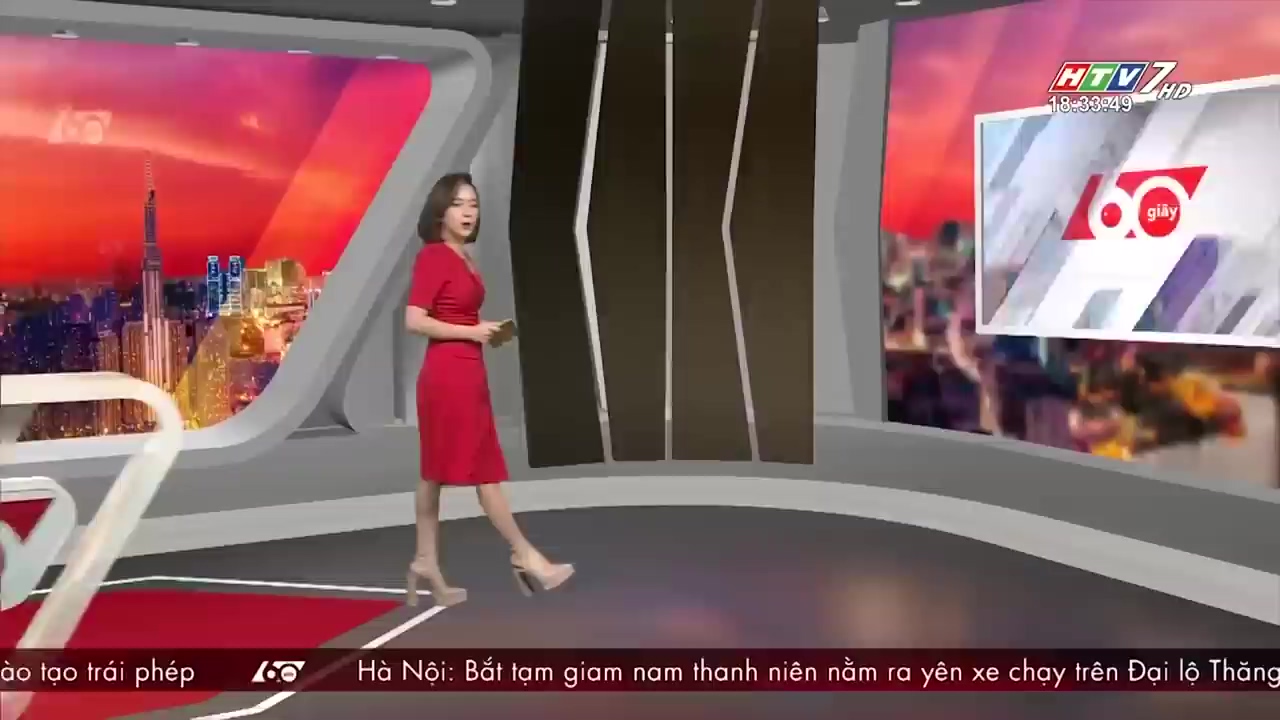 HTV7 HD
18:33:49
60 giây
ào tạo trái phép 60 Hà Nội: Bắt tạm giam nam thanh niên nằm ra yên xe chạy trên Đại lộ Thăng